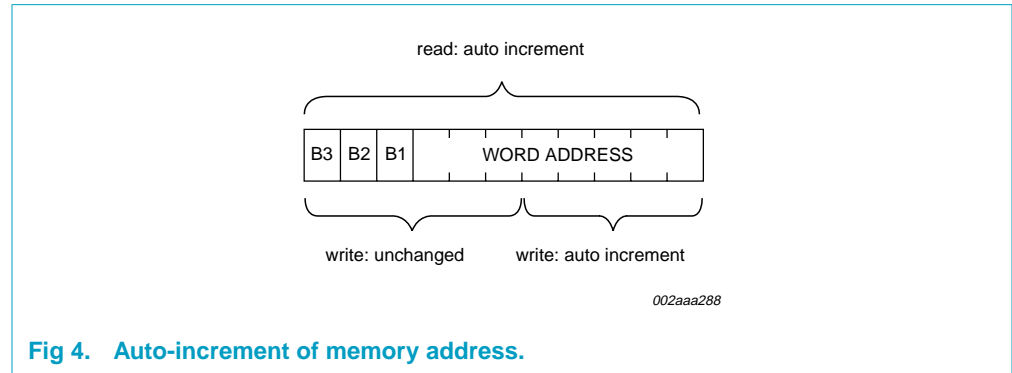 read: auto increment
B3 B2 B1 WORD ADDRESS
write: unchanged write: auto increment
002aaa288
Fig 4. Auto-increment of memory address.